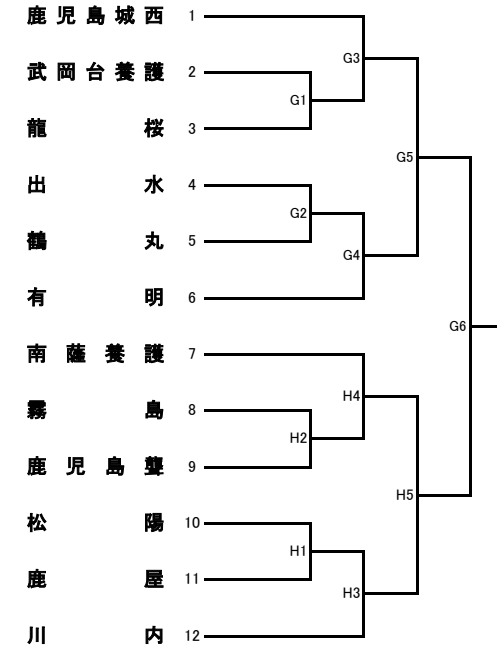 鹿児島城西 1
G3
武岡台養護 2
G1
龍桜 3
G5
出水 4
G2
鶴丸 5
G4
有明 6
G6
南薩養護 7
H4
霧島 8
H2
鹿児島聾 9
H5
松陽 10
H1
鹿屋 11
H3
川内 12